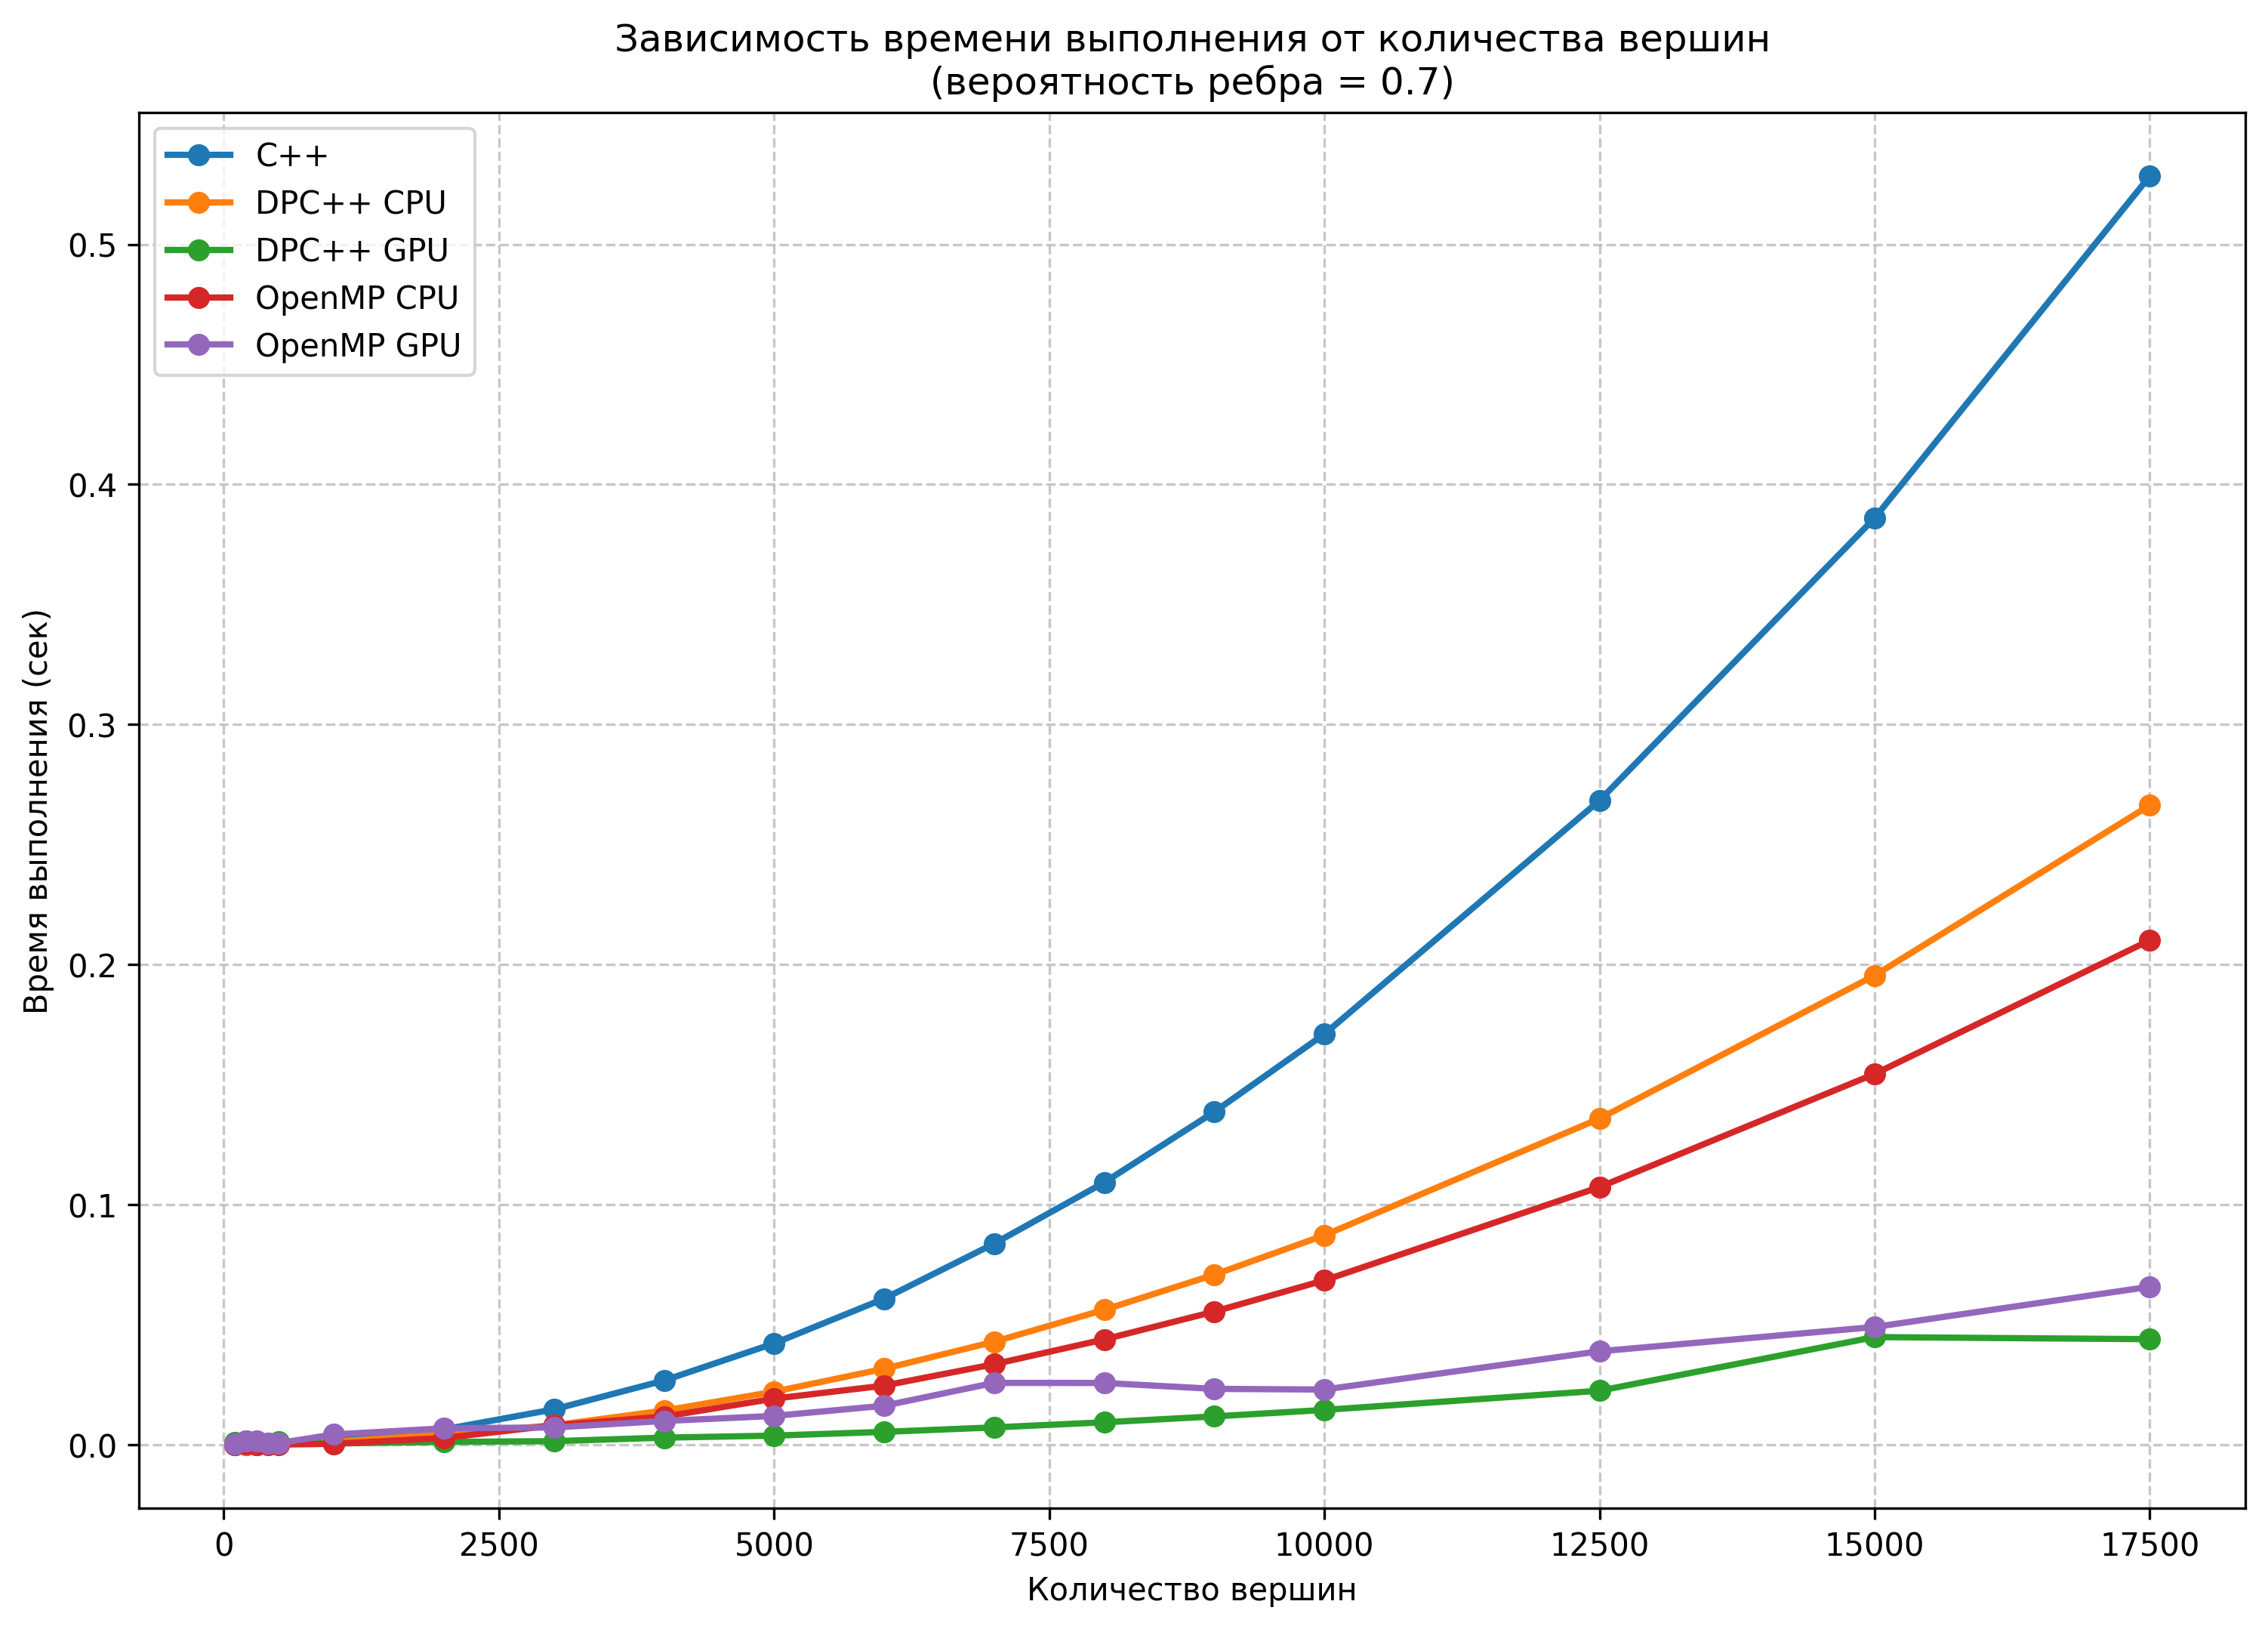 Зависимость времени выполнения от количества вершин
(вероятность ребра = 0.7)
C++
DPC++ CPU
DPC++ GPU
OpenMP CPU
OpenMP GPU
Время выполнения (сек)
0.5
0.4
0.3
0.2
0.1
0.0
0 2500 5000 7500 10000 12500 15000 17500
Количество вершин